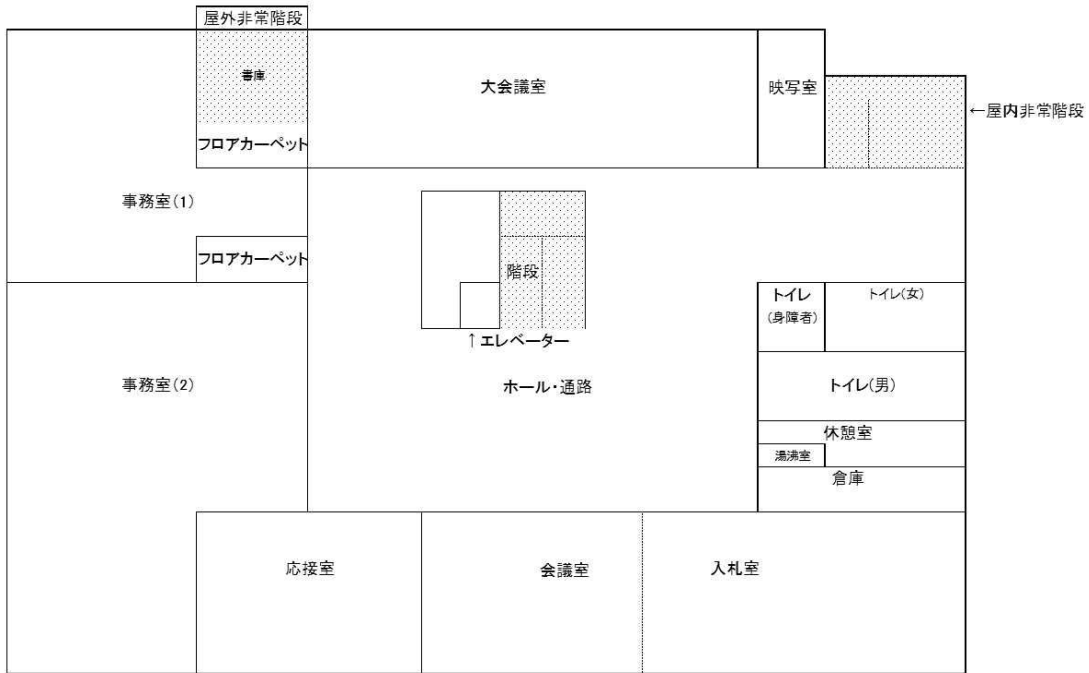 屋外非常階段
書庫
大会議室
映写室
←屋内非常階段
フロアカーペット
事務室(1)
フロアカーペット
階段
トイレ
(身障者)
トイレ(女)
↑エレベーター
事務室(2)
ホール・通路
トイレ(男)
休憩室
湯沸室
倉庫
応接室
会議室
入札室